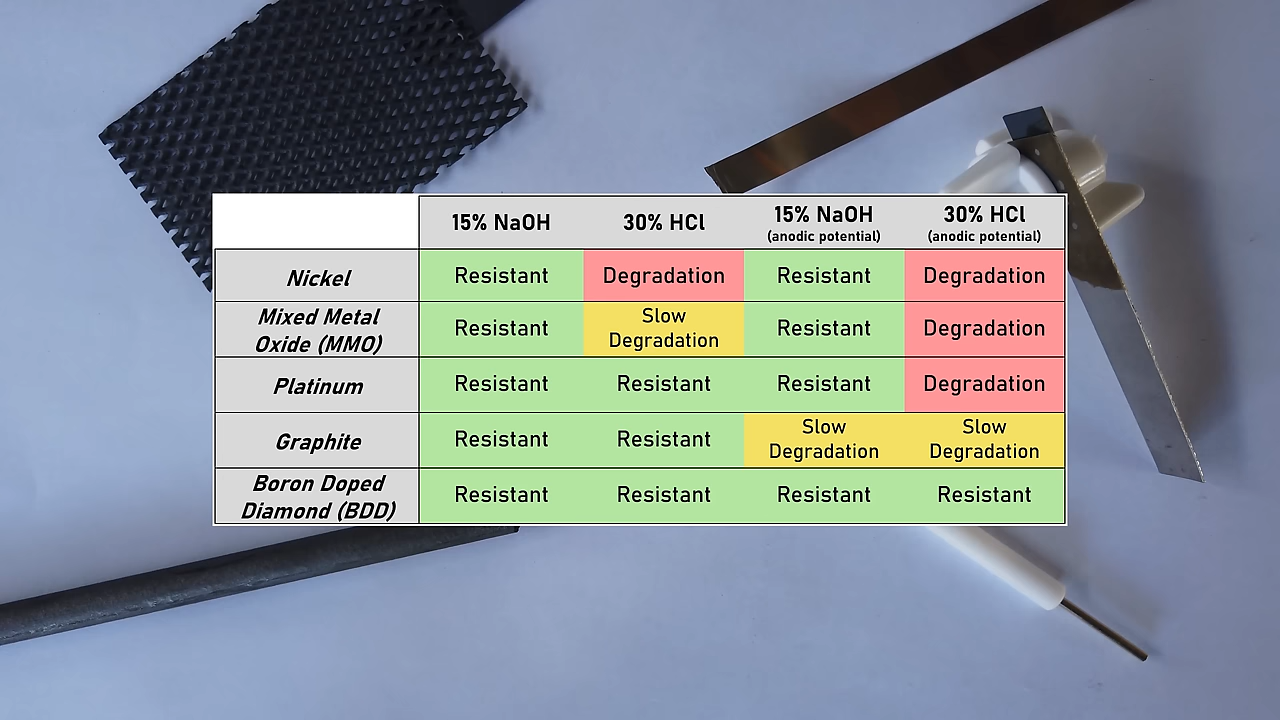 15% NaOH 30% HCl 15% NaOH 30% HCl
(anodic potential) (anodic potential)
Nickel Resistant Degradation Resistant Degradation
Mixed Metal
Oxide (MMO) Resistant Slow
Degradation Resistant Degradation
Platinum Resistant Resistant Resistant Degradation
Graphite Resistant Resistant Slow
Degradation Slow
Degradation
Boron Doped
Diamond (BDD) Resistant Resistant Resistant Resistant